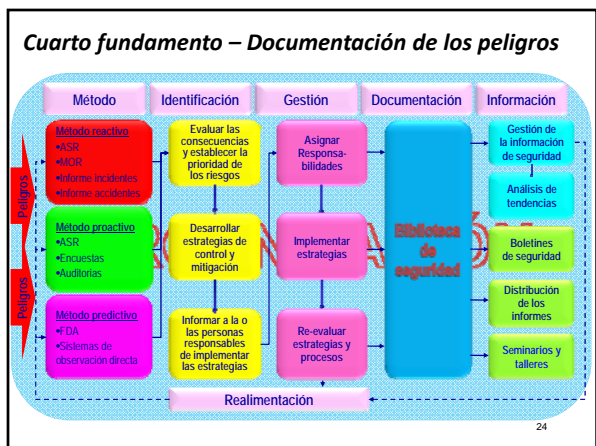 Cuarto fundamento – Documentación de los peligros
Método
Identificación
Gestión
Documentación
Información
Peligros
Peligros
Método reactivo
•ASR
•MOR
•Informe incidentes
•Informe accidentes
Método proactivo
•ASR
•Encuestas
•Auditorias
Método predictivo
•FDA
•Sistemas de
observación directa
Evaluar las
consecuencias
y establecer la
prioridad de
los riesgos
Desarrollar
estrategias de
control y
mitigación
Informar a la o
las personas
responsables
de implementar
las estrategias
Asignar
Responsa-
bilidades
Implementar
estrategias
Re-evaluar
estrategias y
procesos
Biblioteca
de
seguridad
Gestión de
la información
de seguridad
Análisis de
tendencias
Boletines
de seguridad
Distribución
de los
informes
Seminarios y
talleres
Realimentación
24